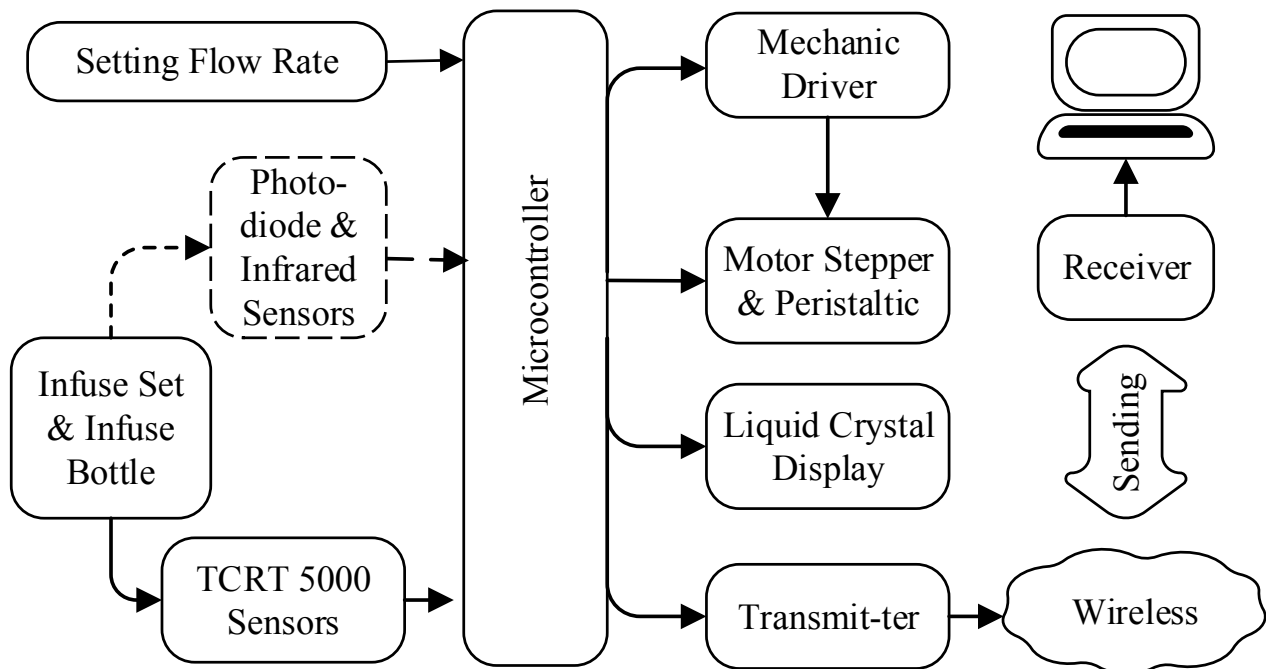 Setting Flow Rate
Photo-
diode &
Infrared
Sensors
Infuse Set
& Infuse
Bottle
TCRT 5000
Sensors
Microcontroller
Mechanic
Driver
Motor Stepper
& Peristaltic
Liquid Crystal
Display
Transmit-ter
Receiver
Sending
Wireless